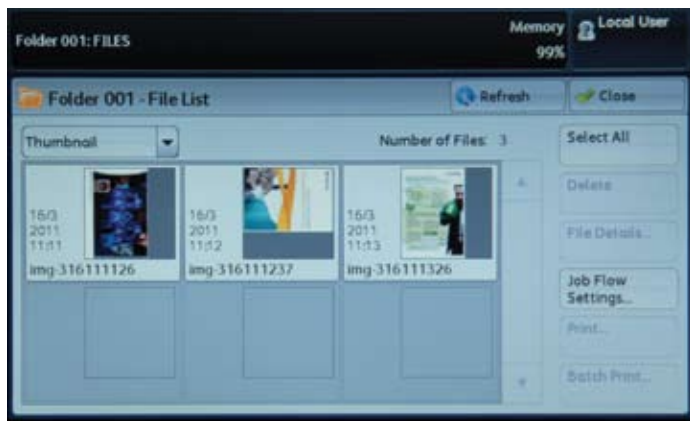 Folder 001: FILES
Memory
99%
Local User
Folder 001 - File List
Refresh
Close
Thumbnail
Number of Files: 3
Select All
16/3
2011
11:11
img-316111126
16/3
2011
11:12
img-316111237
16/3
2011
11:13
img-316111326
Delete
File Details...
Job Flow
Settings...
Print...
Batch Print...